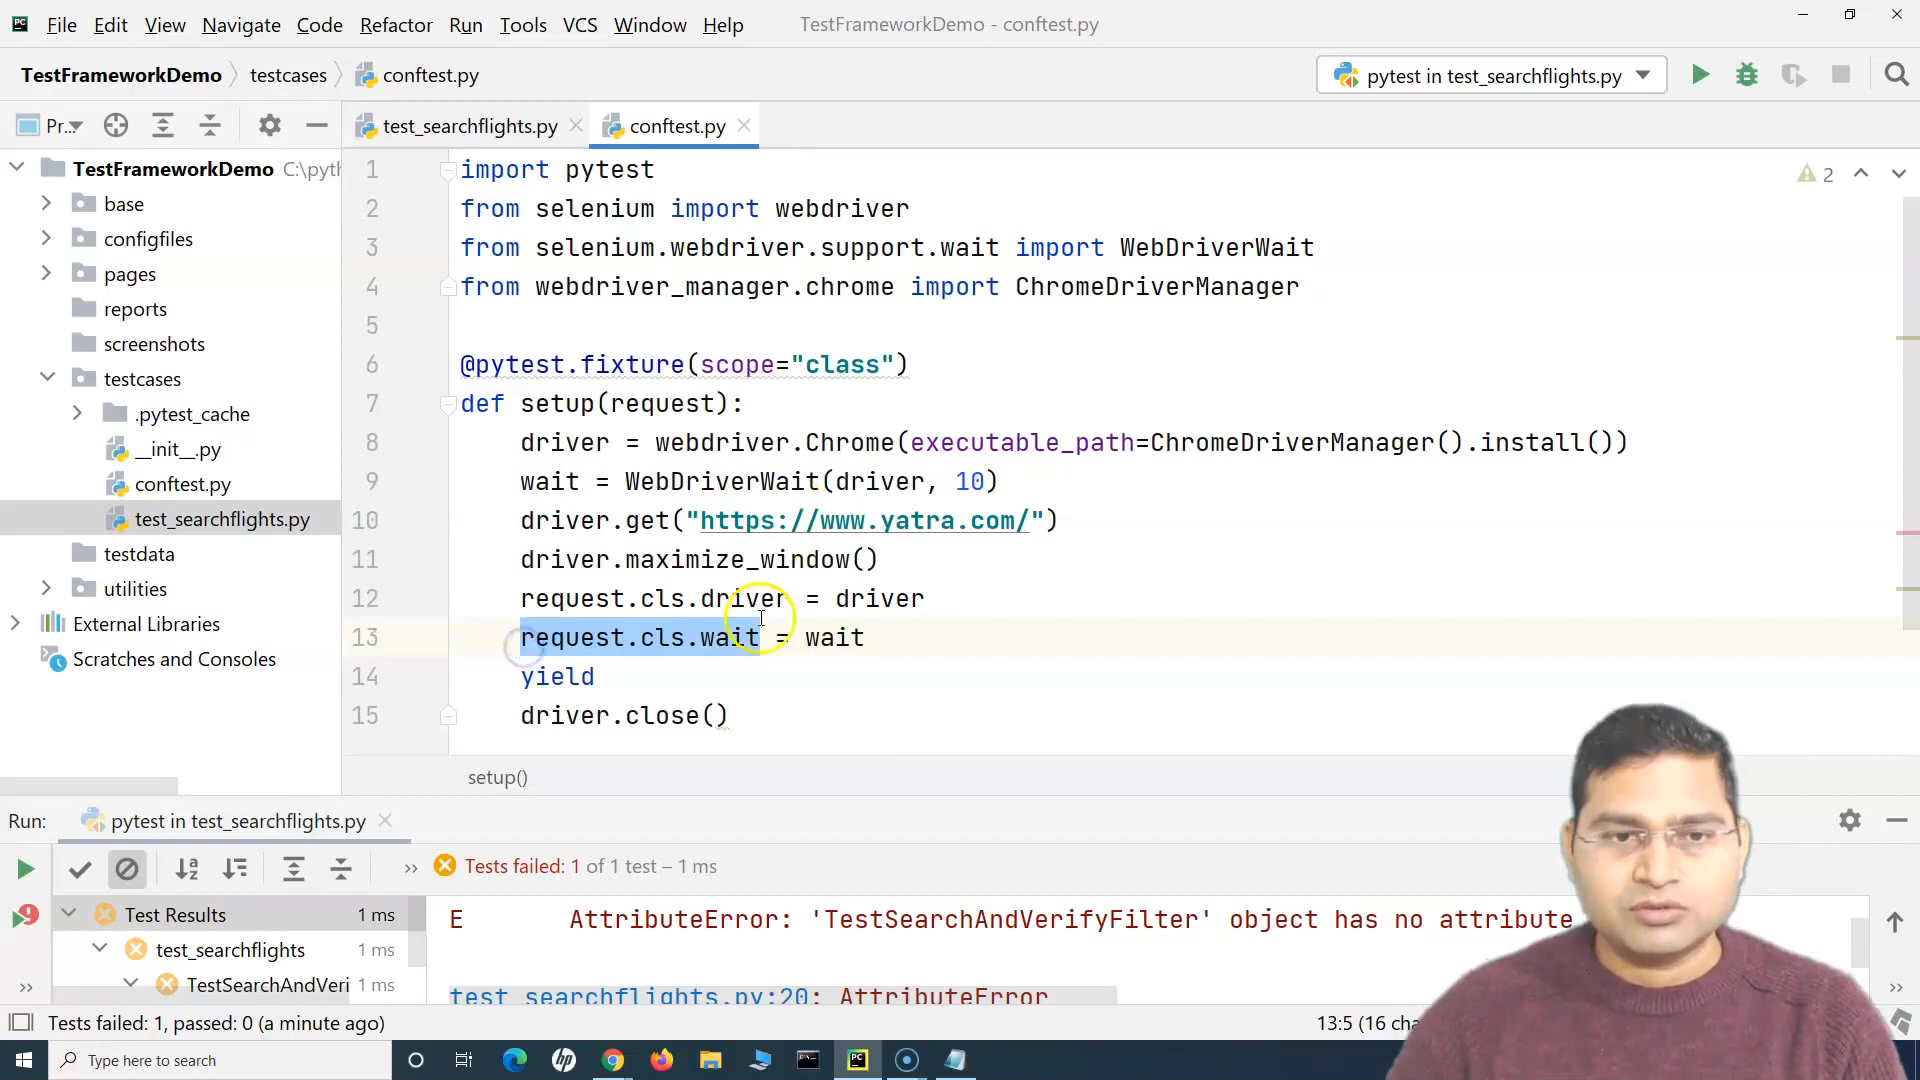 File Edit View Navigate Code Refactor Run Tools VCS Window Help TestFrameworkDemo - conftest.py
TestFrameworkDemo testcases conftest.py pytest in test_searchflights.py
Pr... test_searchflights.py conftest.py
TestFrameworkDemo C:\pyth
base
configfiles
pages
reports
screenshots
testcases
.pytest_cache
__init__.py
conftest.py
test_searchflights.py
testdata
utilities
External Libraries
Scratches and Consoles
1 import pytest
2 from selenium import webdriver
3 from selenium.webdriver.support.wait import WebDriverWait
4 from webdriver_manager.chrome import ChromeDriverManager
5
6 @pytest.fixture(scope="class")
7 def setup(request):
8 driver = webdriver.Chrome(executable_path=ChromeDriverManager().install())
9 wait = WebDriverWait(driver, 10)
10 driver.get("https://www.yatra.com/")
11 driver.maximize_window()
12 request.cls.driver = driver
13 request.cls.wait = wait
14 yield
15 driver.close()
2
setup()
Run: pytest in test_searchflights.py
Tests failed: 1 of 1 test – 1 ms
Test Results 1 ms
test_searchflights 1 ms
TestSearchAndVeri 1 ms
E AttributeError: 'TestSearchAndVerifyFilter' object has no attribute
test_searchflights.py:20: AttributeError
Tests failed: 1, passed: 0 (a minute ago) 13:5 (16 cha
Type here to search